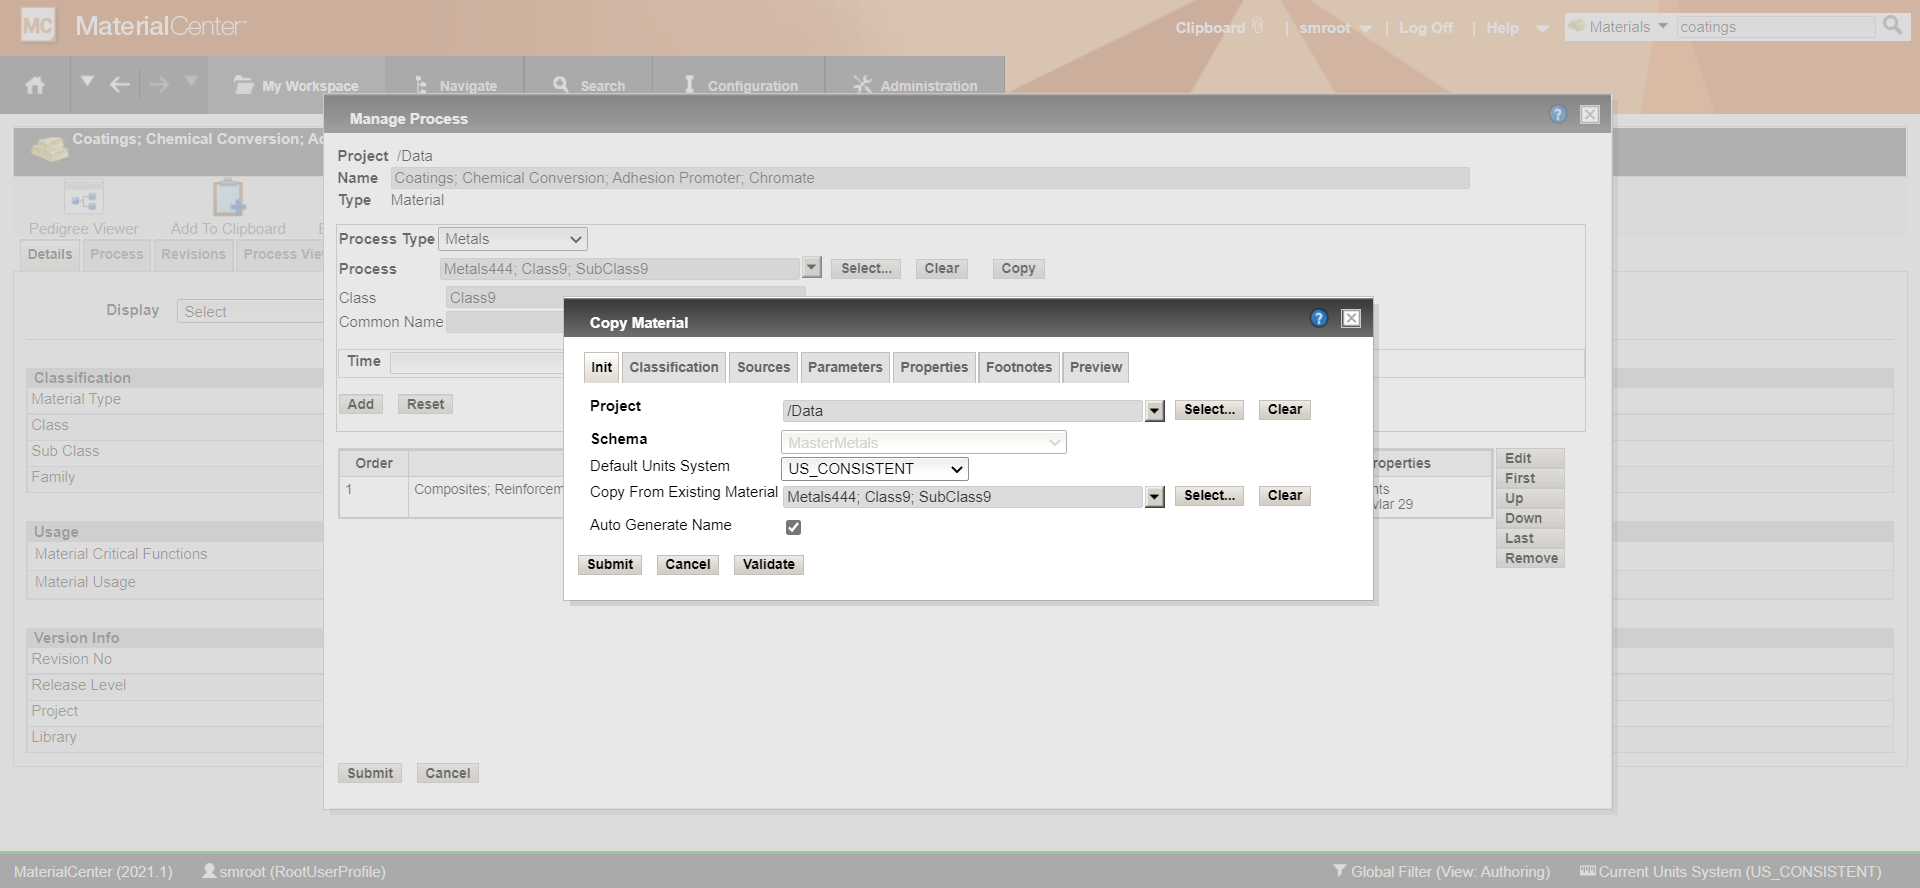 MC MaterialCenter
Clipboard | smroot | Log Off | Help Materials coatings
My Workspace Navigate Search Configuration Administration
Coatings; Chemical Conversion; Ad
Pedigree Viewer Add To Clipboard
Details Process Revisions Process Vie
Display Select
Classification
Material Type
Class
Sub Class
Family
Usage
Material Critical Functions
Material Usage
Version Info
Revision No
Release Level
Project
Library
Manage Process ?
Project /Data
Name Coatings; Chemical Conversion; Adhesion Promoter; Chromate
Type Material
Process Type Metals
Process Metals444; Class9; SubClass9 Select... Clear Copy
Class Class9
Common Name
Time
Add Reset
Order roperties
1 Composites; Reinforcem nts
vlar 29
Edit
First
Up
Down
Last
Remove
Submit Cancel
Copy Material ?
Init Classification Sources Parameters Properties Footnotes Preview
Project /Data Select... Clear
Schema MasterMetals
Default Units System US_CONSISTENT
Copy From Existing Material Metals444; Class9; SubClass9 Select... Clear
Auto Generate Name
Submit Cancel Validate
MaterialCenter (2021.1) smroot (RootUserProfile) Global Filter (View: Authoring) Current Units System (US_CONSISTENT)